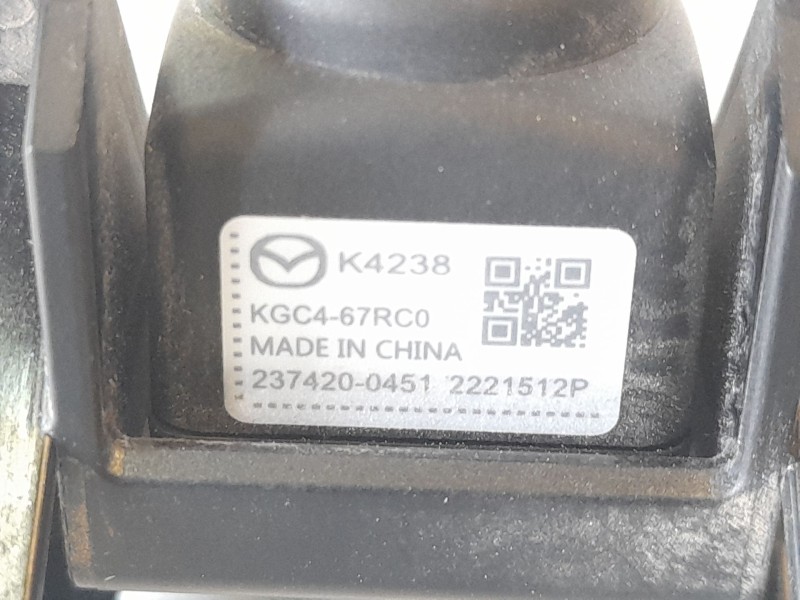 K4238
KGC4-67RC0
MADE IN CHINA
237420-0451 2221512P